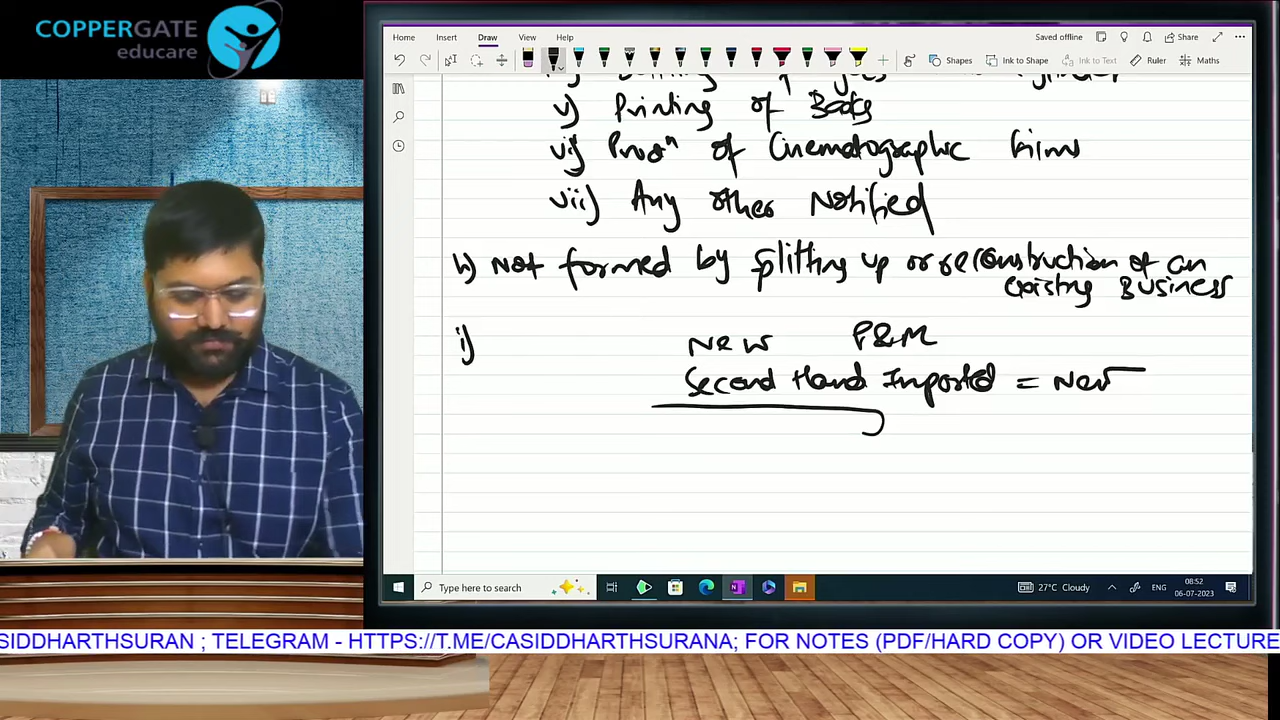 COPPERGATE
educare
Home Insert Draw View Help
Saved offline
Share
Shapes
Ink to Shape
Ink to Text
Ruler
Maths
v) Printing of Books
vi) Prodn of Cinematographic films
vii) Any other Notified
h) Not formed by splitting up or reconstruction of an
existing Business
i) New P&M
Second Hand Imported = New
Type here to search
27°C Cloudy
ENG
08:52
06-07-2023
SIDDHARTHSURAN ; TELEGRAM - HTTPS://T.ME/CASIDDHARTHSURANA; FOR NOTES (PDF/HARD COPY) OR VIDEO LECTURE